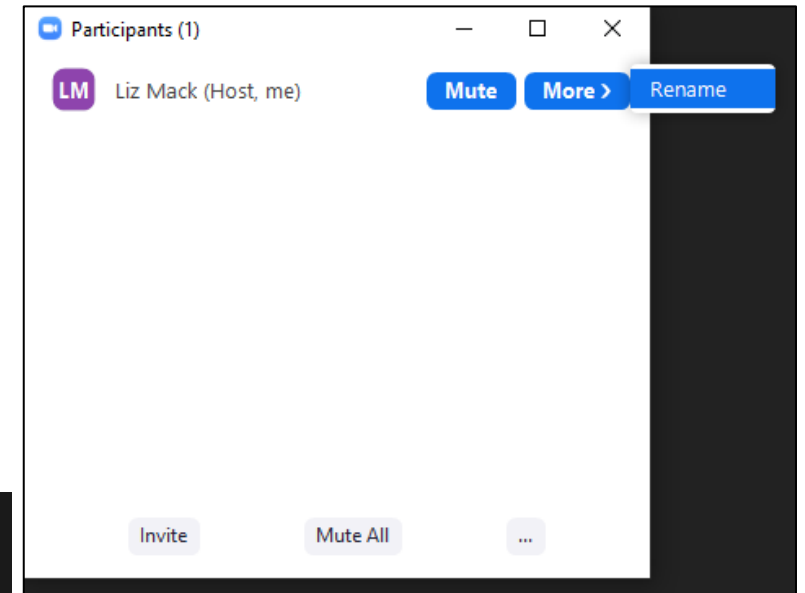 Participants (1)
LM Liz Mack (Host, me) Mute More > Rename
Invite Mute All ...